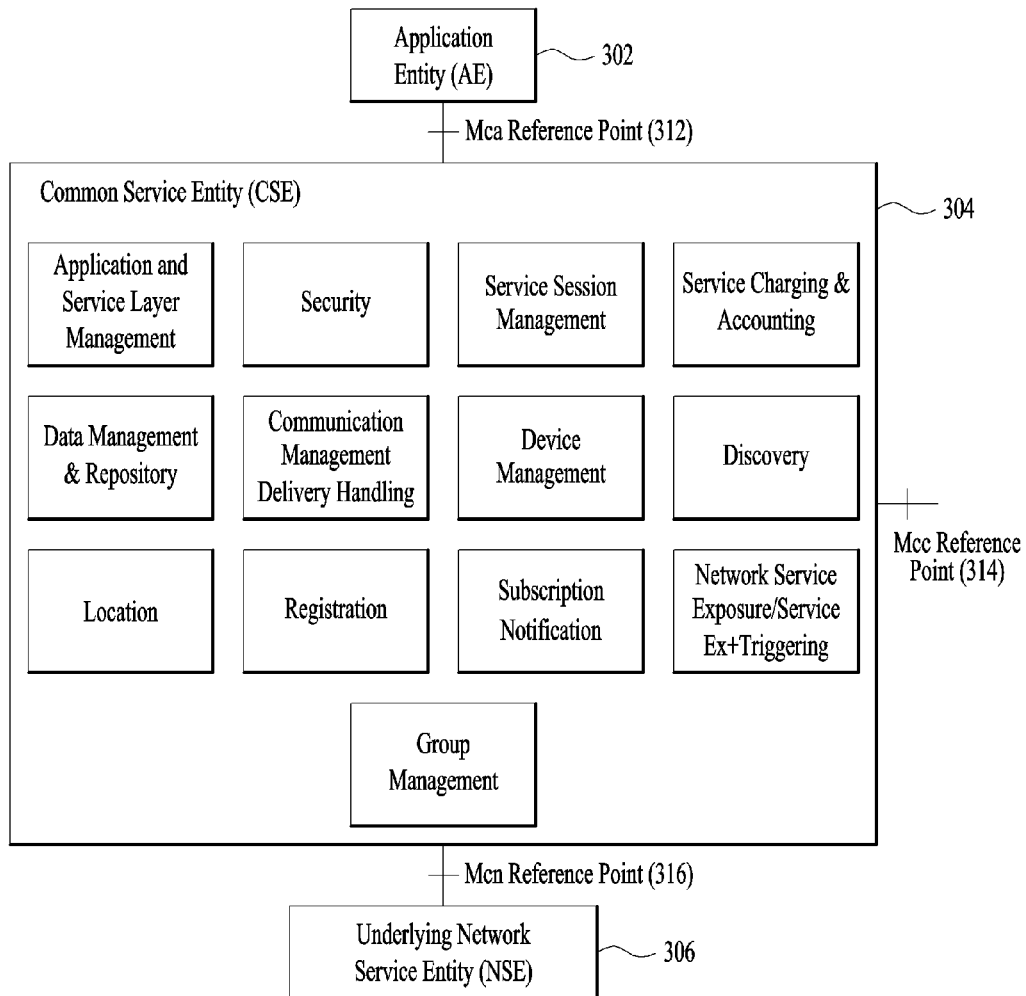 Application
Entity (AE)
302
Mca Reference Point (312)
Common Service Entity (CSE)
304
Application and
Service Layer
Management
Security
Service Session
Management
Service Charging &
Accounting
Data Management
& Repository
Communication
Management
Delivery Handling
Device
Management
Discovery
Mcc Reference
Point (314)
Location
Registration
Subscription
Notification
Network Service
Exposure/Service
Ex+Triggering
Group
Management
Mcn Reference Point (316)
Underlying Network
Service Entity (NSE)
306